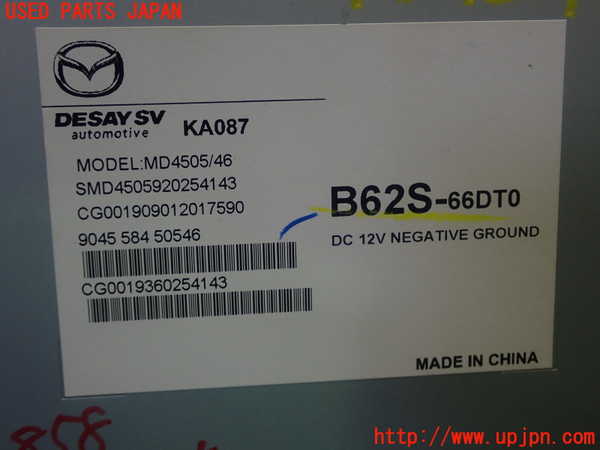 USED PARTS JAPAN
DESAY SV
automotive
KA087
MODEL:MD4505/46
SMD4505920254143
CG001909012017590
9045 584 50546
B62S-66DT0
DC 12V NEGATIVE GROUND
CG0019360254143
MADE IN CHINA
858
http://www.upjpn.com/